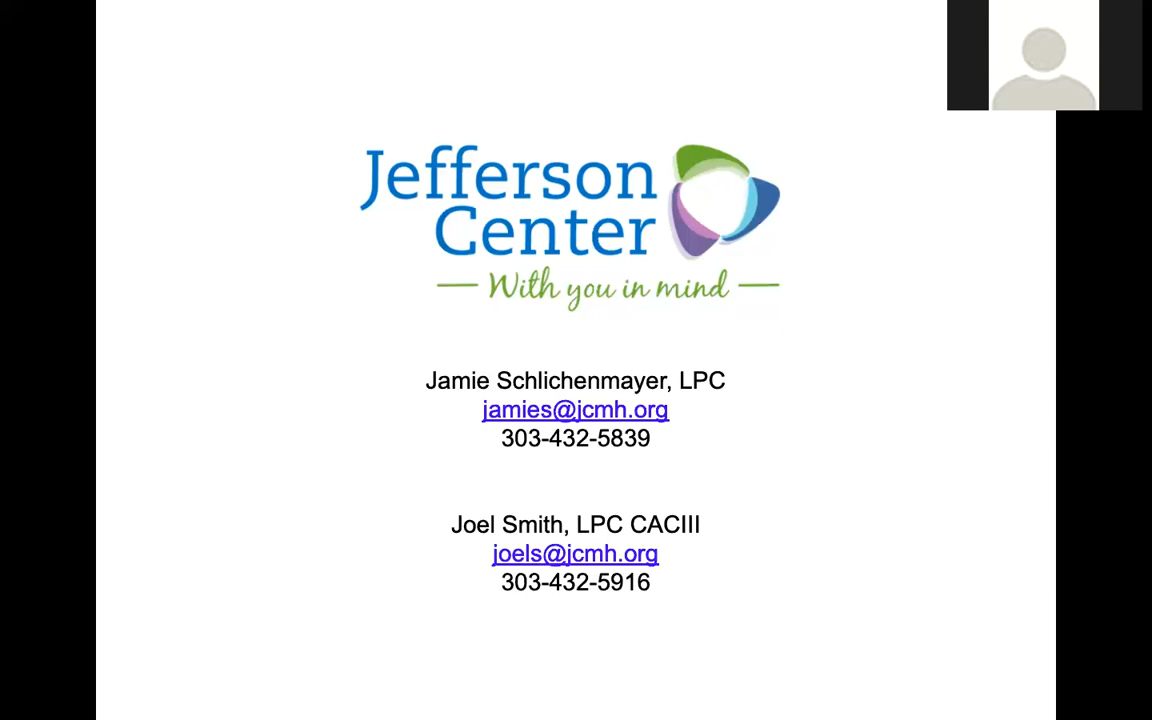 Jefferson
Center
With you in mind
Jamie Schlichenmayer, LPC
jamies@jcmh.org
303-432-5839
Joel Smith, LPC CACIII
joels@jcmh.org
303-432-5916